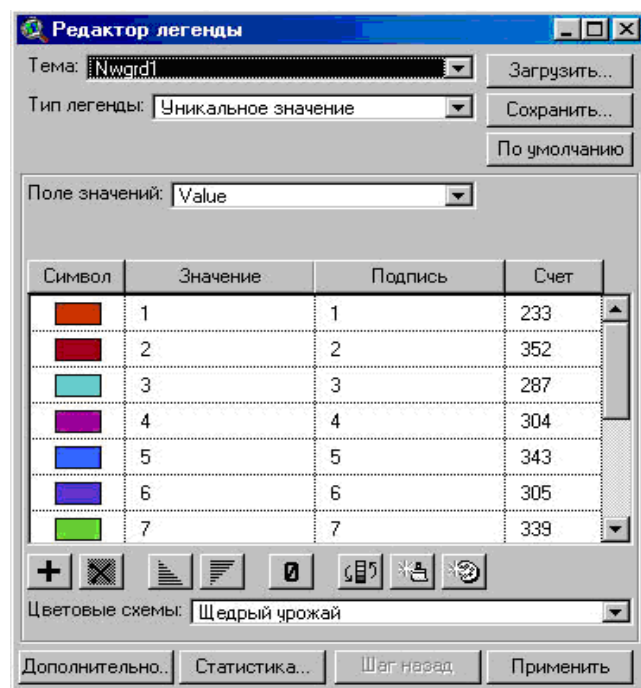 Редактор легенды
Тема: Nwgrd1 Загрузить...
Тип легенды: Уникальное значение Сохранить...
По умолчанию
Поле значений: Value
Символ Значение Подпись Счет
1 1 233
2 2 352
3 3 287
4 4 304
5 5 343
6 6 305
7 7 339
0
Цветовые схемы: Щедрый урожай
Дополнительно.. Статистика... Шаг назад Применить